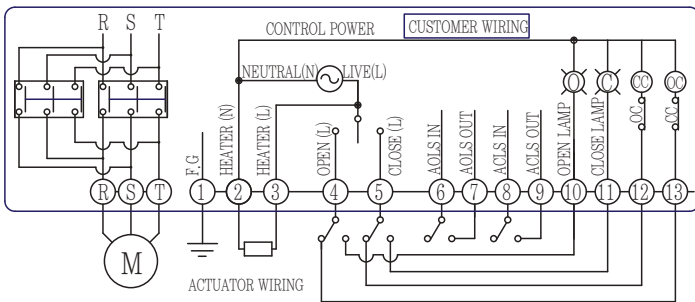 R S T
CONTROL POWER
CUSTOMER WIRING
NEUTRAL(N)
LIVE(L)
O
C
CC
OC
F.G
HEATER (N)
HEATER (L)
OPEN (L)
CLOSE (L)
AOLS IN
AOLS OUT
ACLS IN
ACLS OUT
OPEN LAMP
CLOSE LAMP
OC
CC
R S T 1 2 3 4 5 6 7 8 9 10 11 12 13
M
ACTUATOR WIRING